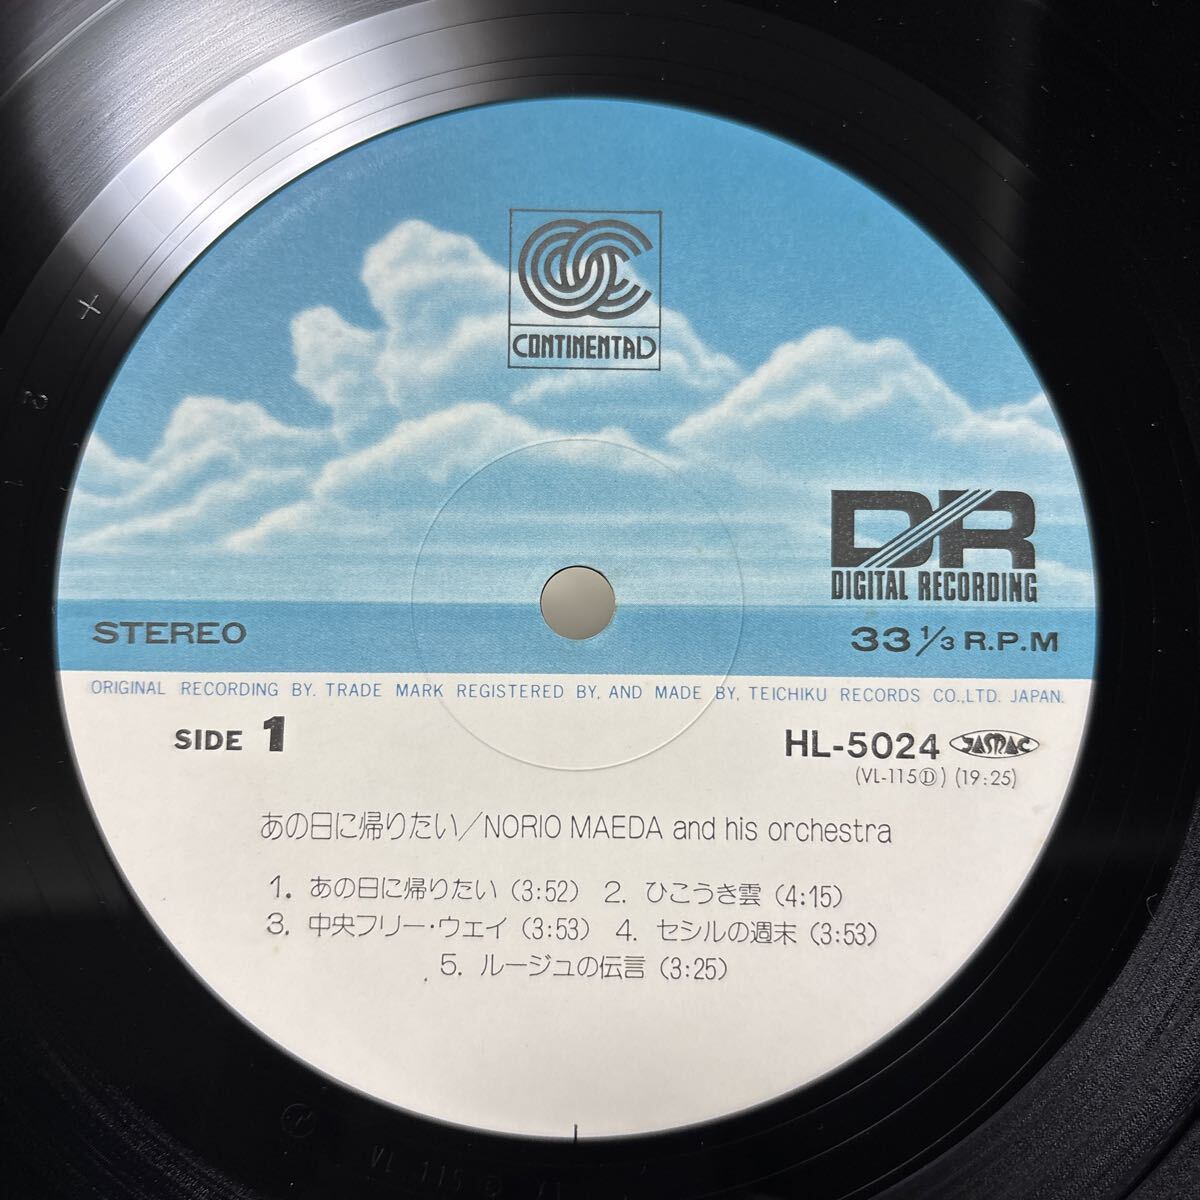 CONTINENTAL
DR
DIGITAL RECORDING
STEREO
33 1/3 R.P.M
ORIGINAL RECORDING BY. TRADE MARK REGISTERED BY. AND MADE BY. TEICHIKU RECORDS CO.,LTD. JAPAN.
SIDE 1
HL-5024 JASRAC
(VL-115Ⓓ) (19:25)
あの日に帰りたい/NORIO MAEDA and his orchestra
1. あの日に帰りたい (3:52) 2. ひこうき雲 (4:15)
3. 中央フリー・ウェイ (3:53) 4. セシルの週末 (3:53)
5. ルージュの伝言 (3:25)